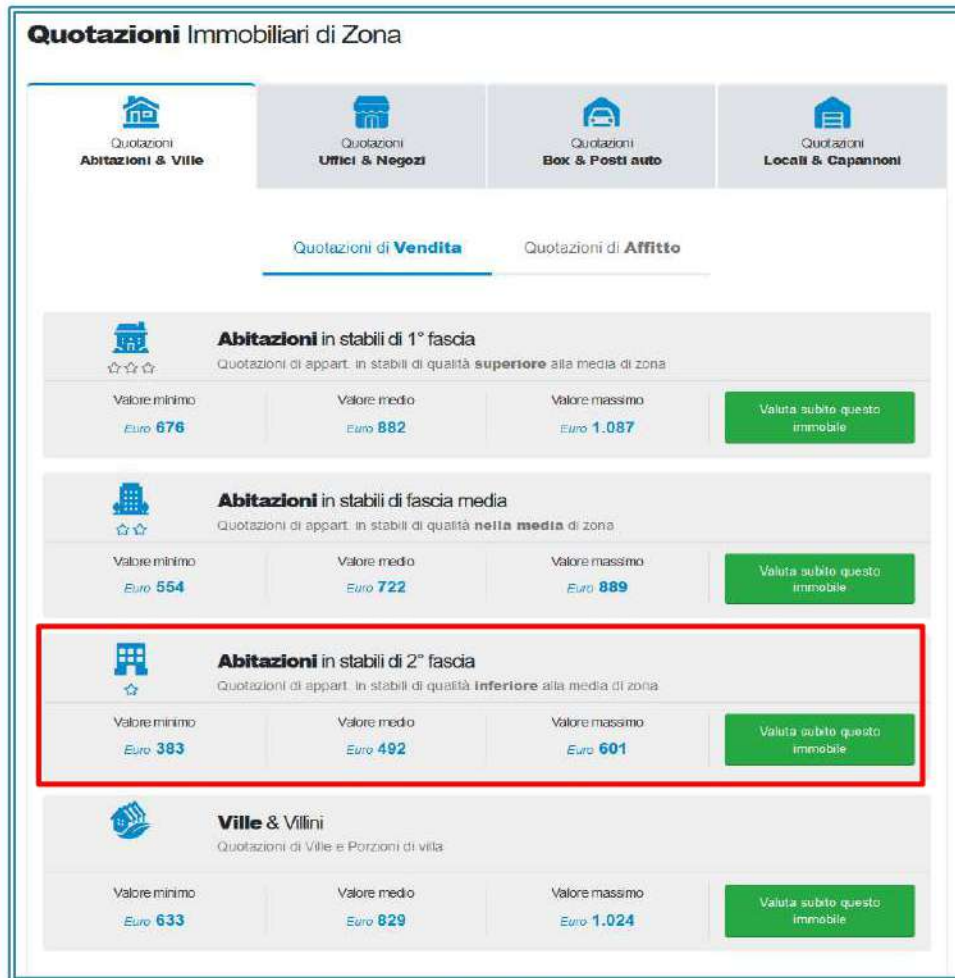 Quotazioni Immobiliari di Zona
Quotazioni
Abitazioni & Ville
Quotazioni
Uffici & Negozi
Quotazioni
Box & Posti auto
Quotazioni
Locali & Capannoni
Quotazioni di Vendita
Quotazioni di Affitto
Abitazioni in stabili di 1° fascia
Quotazioni di appart. in stabili di qualità superiore alla media di zona
Valore minimo
Valore medio
Valore massimo
Euro 676
Euro 882
Euro 1.087
Valuta subito questo
immobile
Abitazioni in stabili di fascia media
Quotazioni di appart. in stabili di qualità nella media di zona
Valore minimo
Valore medio
Valore massimo
Euro 554
Euro 722
Euro 889
Valuta subito questo
immobile
Abitazioni in stabili di 2° fascia
Quotazioni di appart. in stabili di qualità inferiore alla media di zona
Valore minimo
Valore medio
Valore massimo
Euro 383
Euro 492
Euro 601
Valuta subito questo
immobile
Ville & Villini
Quotazioni di Ville e Porzioni di villa
Valore minimo
Valore medio
Valore massimo
Euro 633
Euro 829
Euro 1.024
Valuta subito questo
immobile